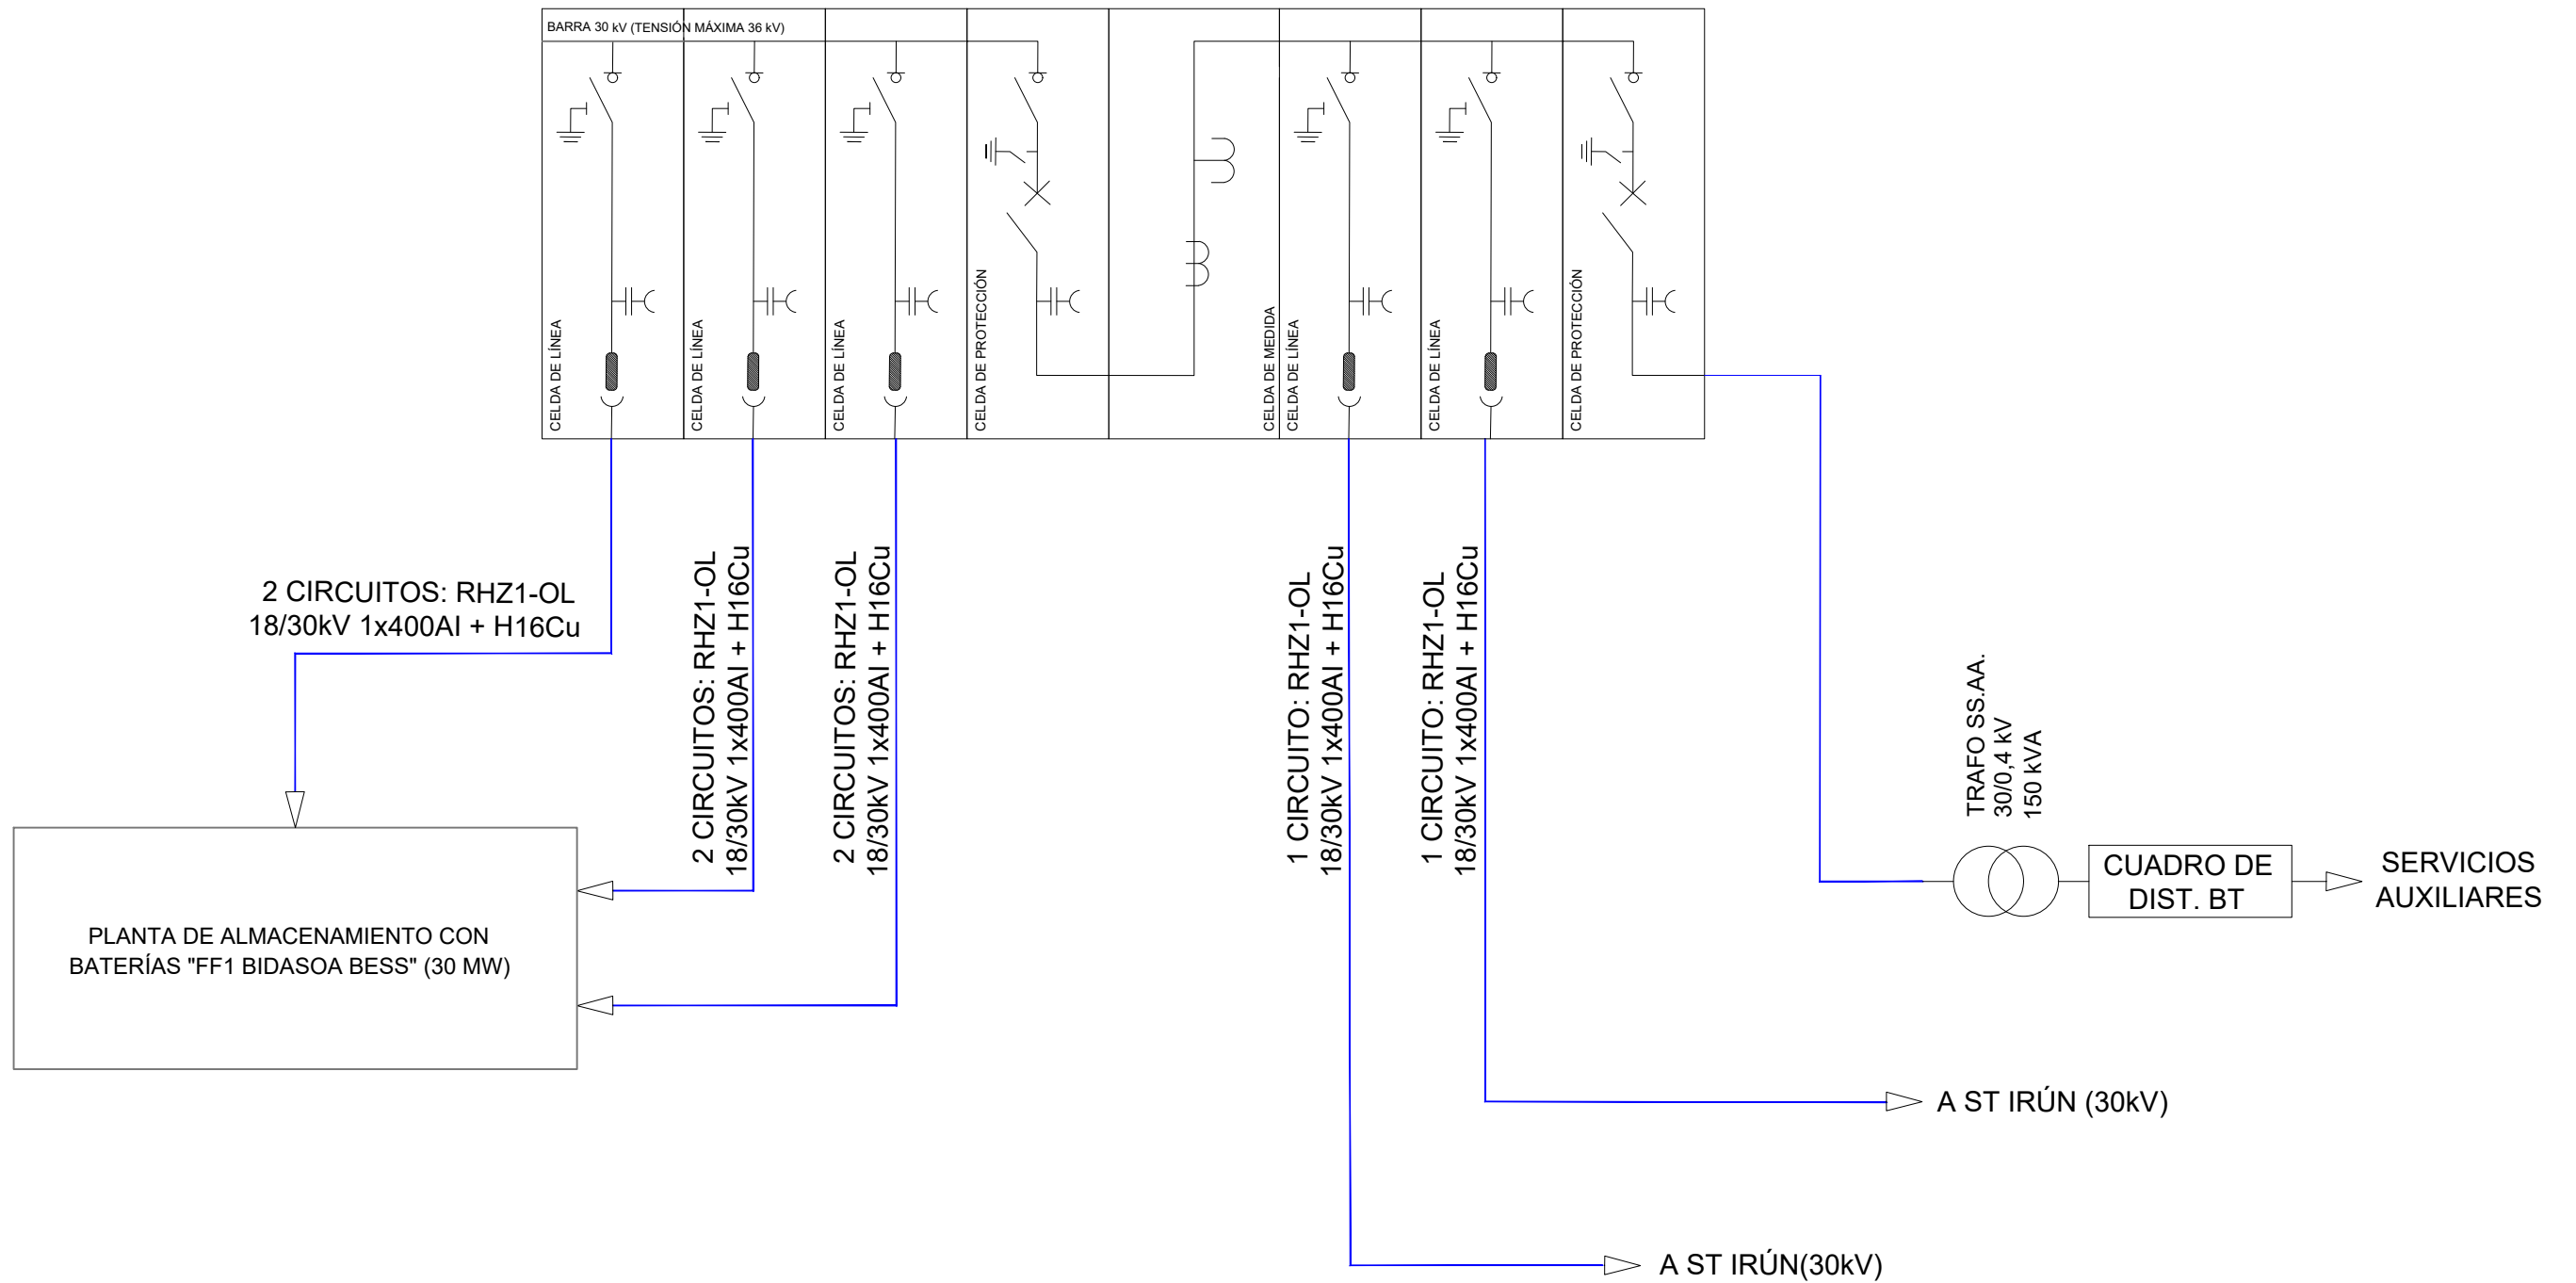 BARRA 30 kV (TENSIÓN MÁXIMA 36 kV)
CELDA DE LÍNEA
CELDA DE LÍNEA
CELDA DE LÍNEA
CELDA DE PROTECCIÓN
CELDA DE MEDIDA
CELDA DE LÍNEA
CELDA DE LÍNEA
CELDA DE PROTECCIÓN
2 CIRCUITOS: RHZ1-OL
18/30kV 1x400Al + H16Cu
2 CIRCUITOS: RHZ1-OL
18/30kV 1x400Al + H16Cu
2 CIRCUITOS: RHZ1-OL
18/30kV 1x400Al + H16Cu
1 CIRCUITO: RHZ1-OL
18/30kV 1x400Al + H16Cu
1 CIRCUITO: RHZ1-OL
18/30kV 1x400Al + H16Cu
TRAFO SS.AA.
30/0,4 kV
150 kVA
CUADRO DE
DIST. BT
SERVICIOS
AUXILIARES
PLANTA DE ALMACENAMIENTO CON
BATERÍAS "FF1 BIDASOA BESS" (30 MW)
A ST IRÚN (30kV)
A ST IRÚN(30kV)